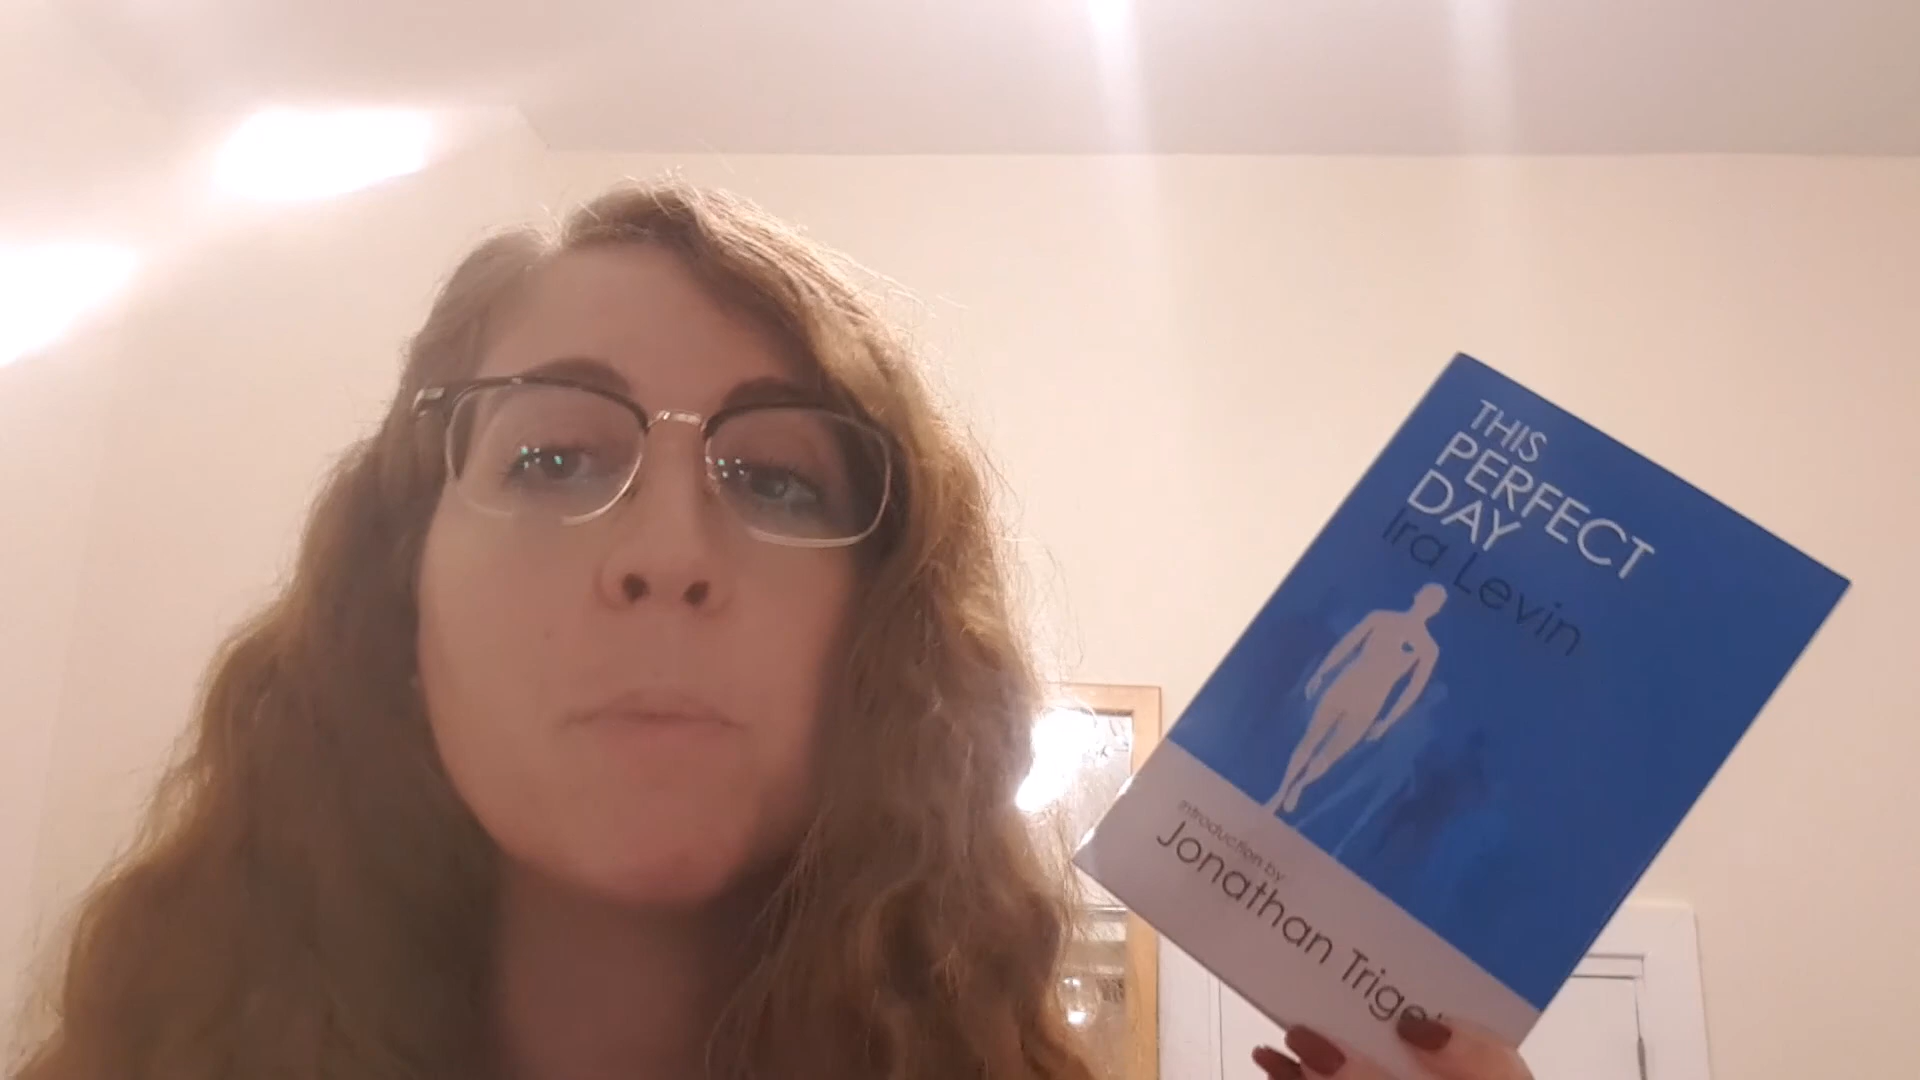 THIS
PERFECT
DAY
Ira Levin
introduction by
Jonathan